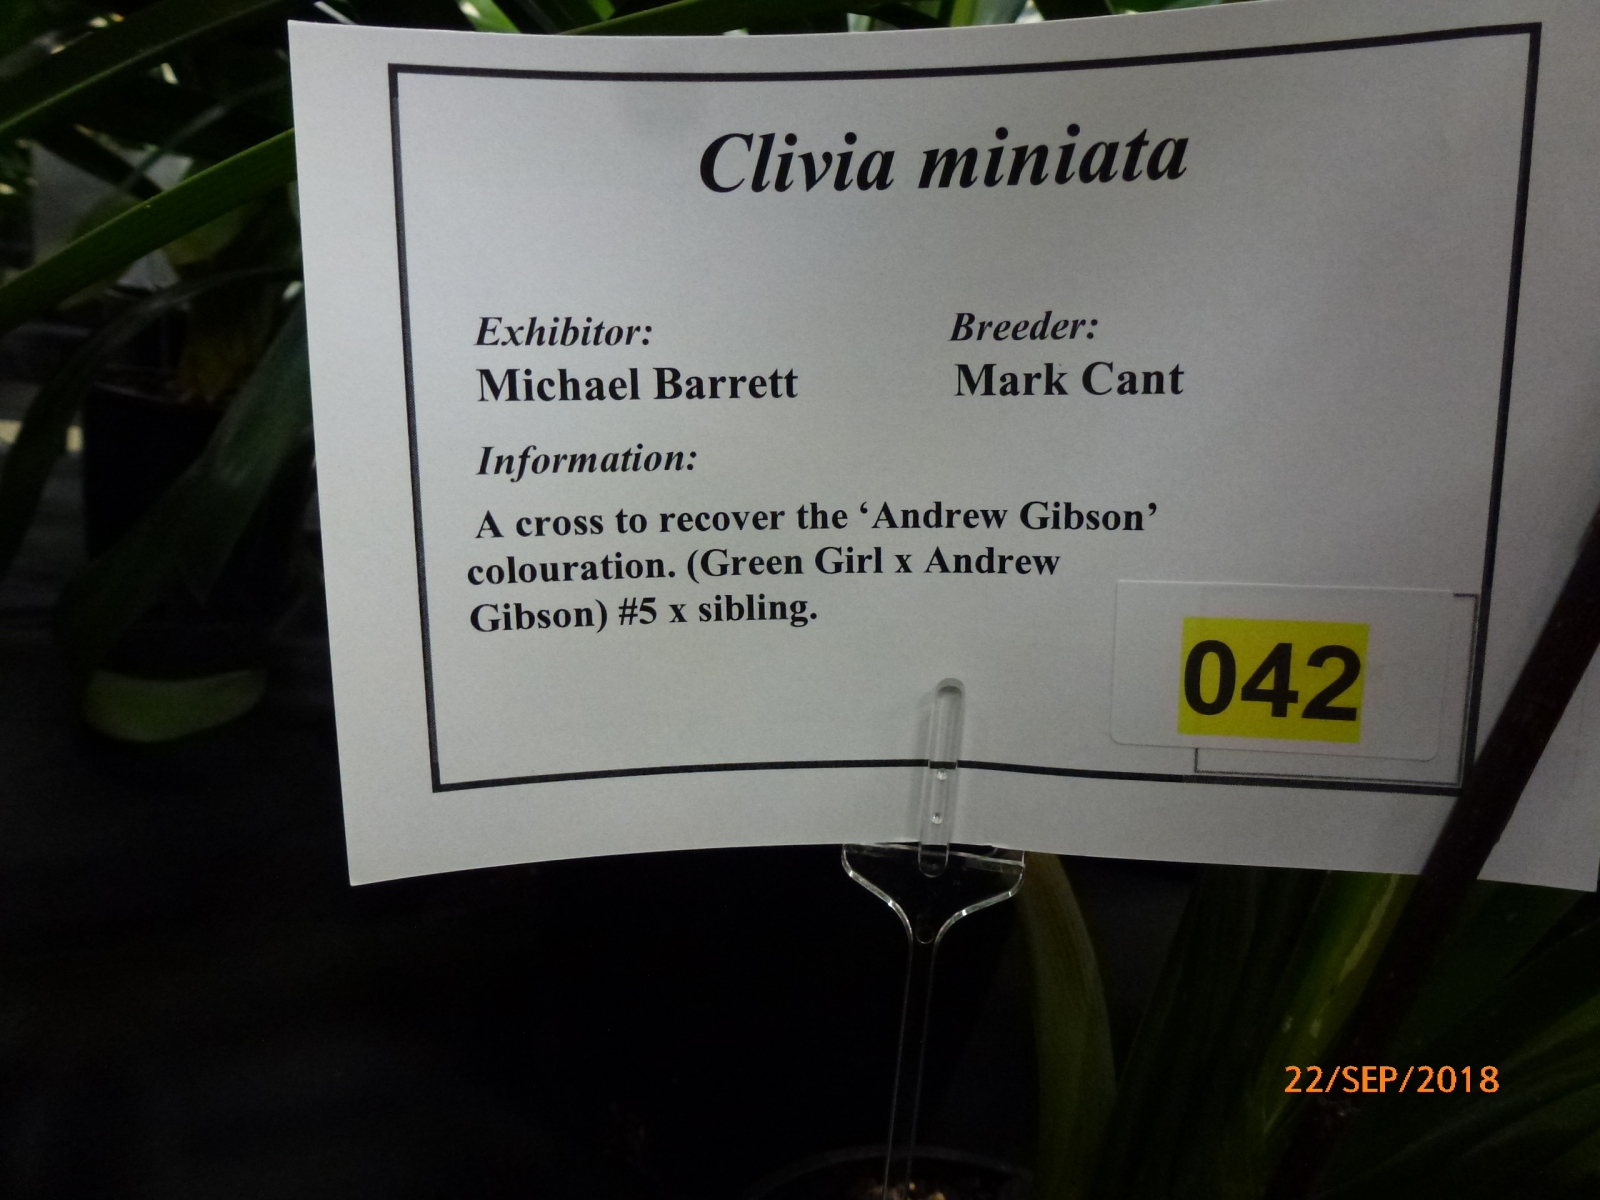 Clivia miniata
Exhibitor:
Michael Barrett
Breeder:
Mark Cant
Information:
A cross to recover the ‘Andrew Gibson’
colouration. (Green Girl x Andrew
Gibson) #5 x sibling.
042
22/SEP/2018